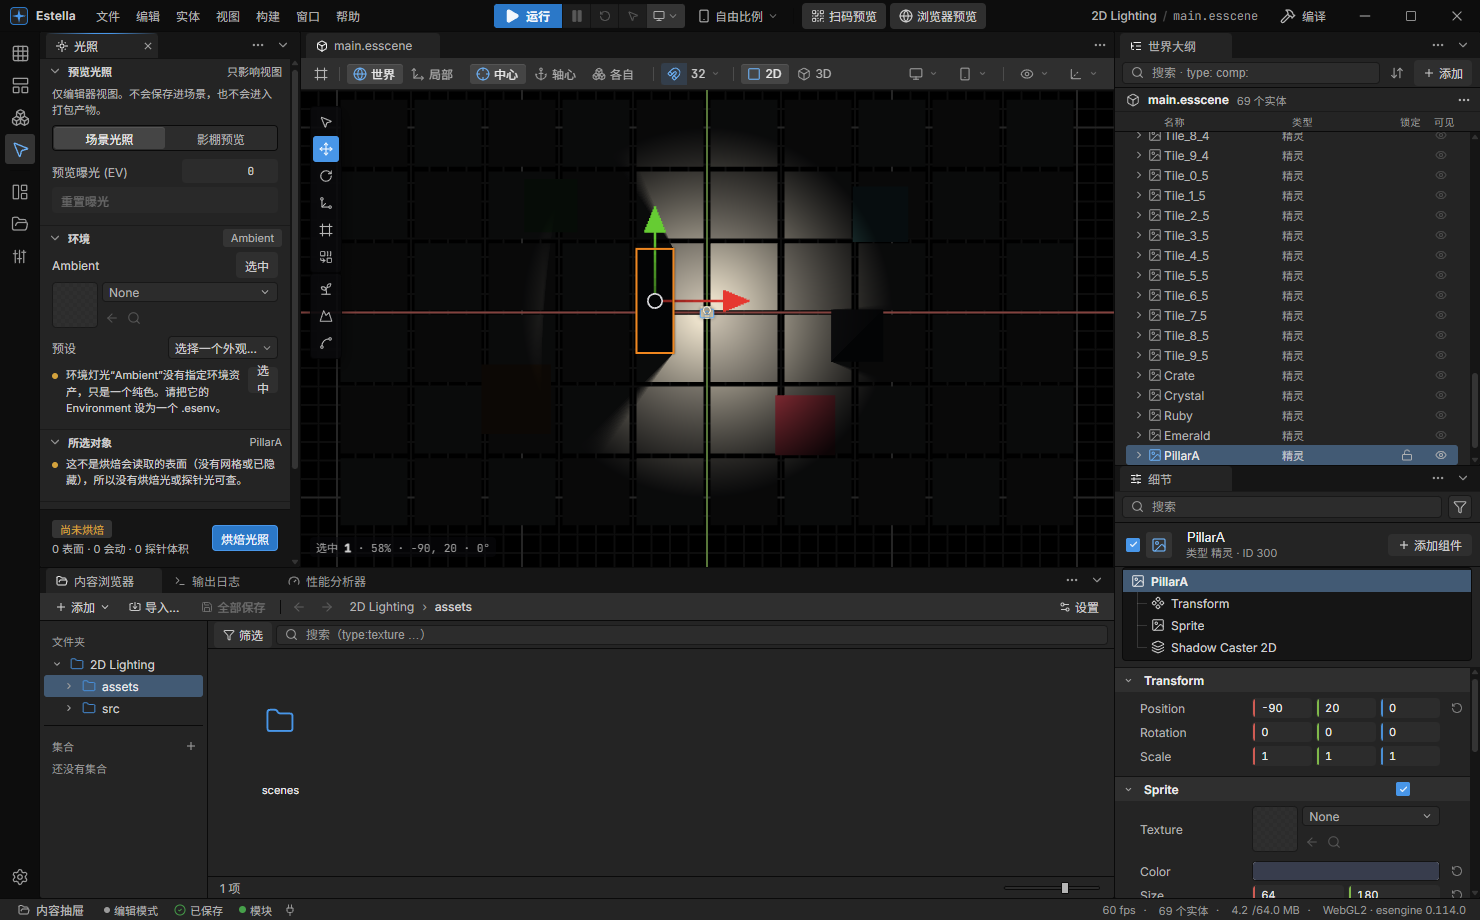 Estella 文件 编辑 实体 视图 构建 窗口 帮助 运行 自由比例 扫码预览 浏览器预览 2D Lighting / main.esscene 编译
光照
预览光照 只影响视图
仅编辑器视图。不会保存进场景，也不会进入
打包产物。
场景光照 影棚预览
预览曝光 (EV) 0
重置曝光
环境 Ambient
Ambient 选中
None
预设 选择一个外观...
环境灯光“Ambient”没有指定环境资
产，只是一个纯色。请把它的
Environment 设为一个 .esenv。
选
中
所选对象 PillarA
这不是烘焙会读取的表面（没有网格或已隐
藏），所以没有烘焙光或探针光可查。
尚未烘焙
0 表面 · 0 会动 · 0 探针体积
烘焙光照
main.esscene
世界 局部 中心 轴心 各自 32 2D 3D
选中 1 · 58% · -90, 20 · 0°
世界大纲
搜索 · type: comp: 添加
main.esscene 69 个实体
名称 类型 锁定 可见
Tile_8_4 精灵
Tile_9_4 精灵
Tile_0_5 精灵
Tile_1_5 精灵
Tile_2_5 精灵
Tile_3_5 精灵
Tile_4_5 精灵
Tile_5_5 精灵
Tile_6_5 精灵
Tile_7_5 精灵
Tile_8_5 精灵
Tile_9_5 精灵
Crate 精灵
Crystal 精灵
Ruby 精灵
Emerald 精灵
PillarA 精灵
细节
搜索
PillarA
类型 精灵 · ID 300
添加组件
PillarA
Transform
Sprite
Shadow Caster 2D
Transform
Position -90 20 0
Rotation 0 0 0
Scale 1 1 1
Sprite
Texture None
Color
Size 64 180
内容浏览器 输出日志 性能分析器
添加 导入... 全部保存 2D Lighting › assets 设置
文件夹
2D Lighting
assets
src
集合
还没有集合
筛选 搜索（type:texture ...）
scenes
1 项
内容抽屉 编辑模式 已保存 模块 60 fps · 69 个实体 · 4.2 /64.0 MB · WebGL2 · esengine 0.114.0